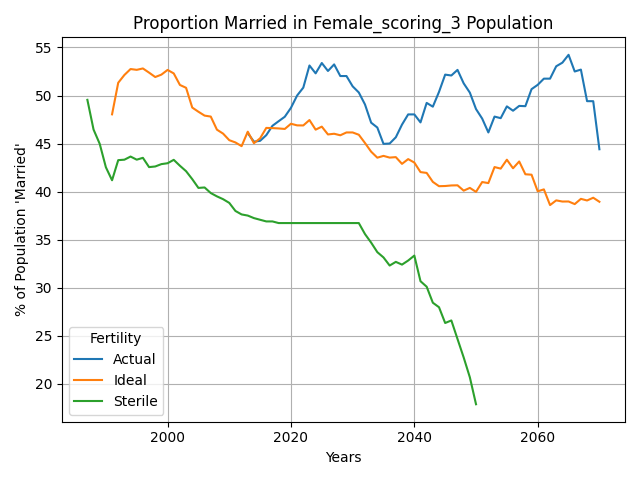 Proportion Married in Female_scoring_3 Population
% of Population 'Married'
55
50
45
40
35
30
25
20
Fertility
Actual
Ideal
Sterile
2000 2020 2040 2060
Years